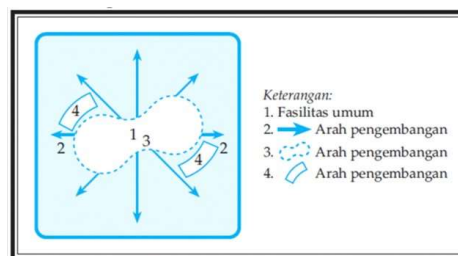 4
1
3
2
4
2
Keterangan:
1. Fasilitas umum
2. Arah pengembangan
3. Arah pengembangan
4. Arah pengembangan